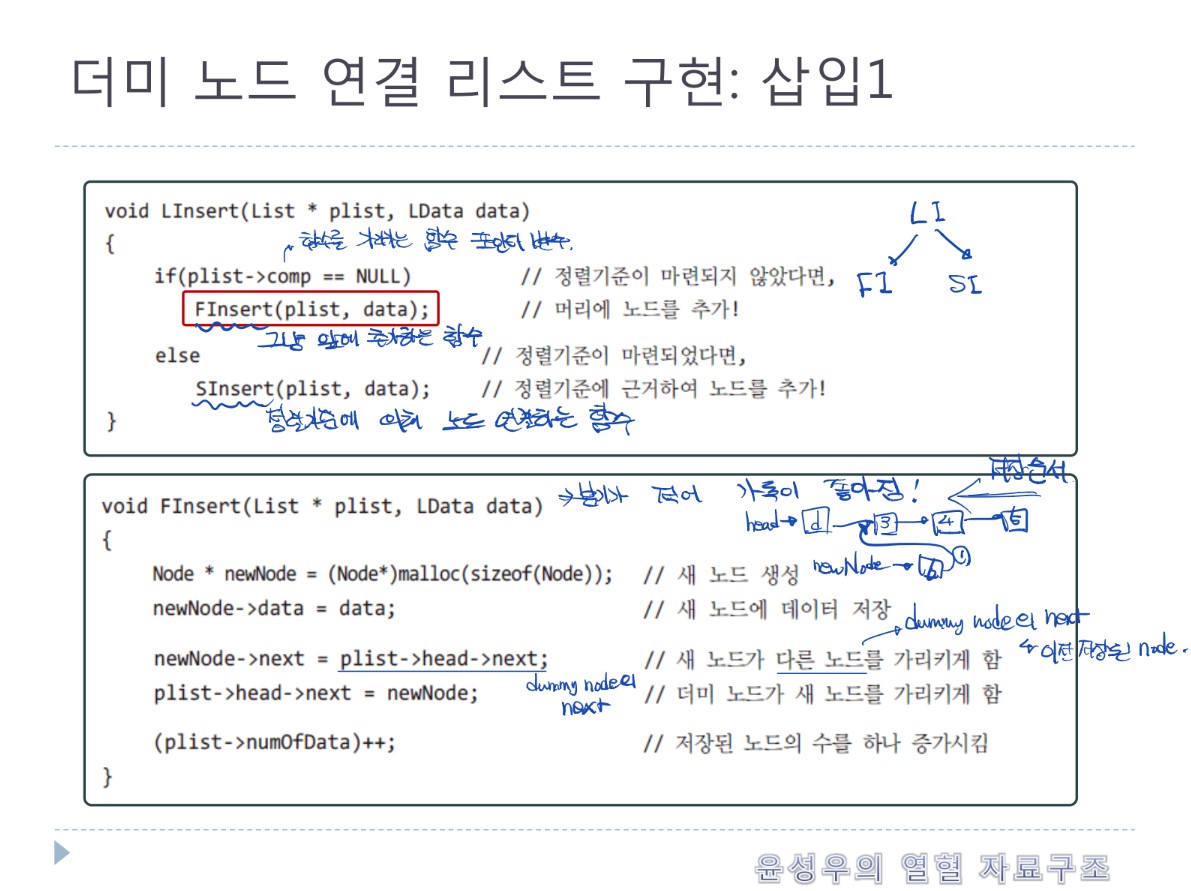 더미 노드 연결 리스트 구현: 삽입1
void LInsert(List * plist, LData data)
LI
{
함수를 가리키는 함수 포인터 변수.
if(plist->comp == NULL) // 정렬기준이 마련되지 않았다면,
FI SI
FInsert(plist, data); // 머리에 노드를 추가!
그냥 앞에 추가하는 함수
else // 정렬기준이 마련되었다면,
SInsert(plist, data); // 정렬기준에 근거하여 노드를 추가!
정렬기준에 의해 노드 연결하는 함수
}
저장순서
void FInsert(List * plist, LData data) →분기가 적어 가독이 좋아짐!
head→ d 3 4 5
{
newNode → 6 ①
Node * newNode = (Node*)malloc(sizeof(Node)); // 새 노드 생성
newNode->data = data; // 새 노드에 데이터 저장
dummy node의 next
이전 저장된 node.
newNode->next = plist->head->next; // 새 노드가 다른 노드를 가리키게 함
dummy node의
next
plist->head->next = newNode; // 더미 노드가 새 노드를 가리키게 함
(plist->numOfData)++; // 저장된 노드의 수를 하나 증가시킴
}
윤성우의 열혈 자료구조